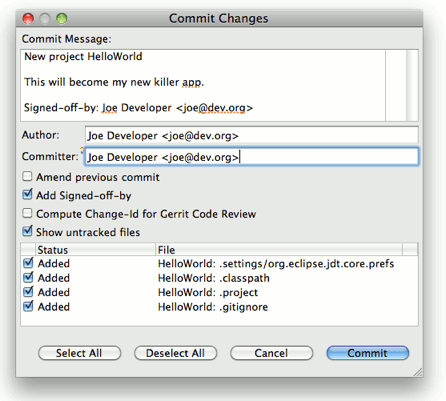 Commit Changes
Commit Message:
New project HelloWorld
This will become my new killer app.
Signed-off-by: Joe Developer <joe@dev.org>
Author: Joe Developer <joe@dev.org>
Committer: Joe Developer <joe@dev.org>
Amend previous commit
Add Signed-off-by
Compute Change-Id for Gerrit Code Review
Show untracked files
Status File
Added HelloWorld: .settings/org.eclipse.jdt.core.prefs
Added HelloWorld: .classpath
Added HelloWorld: .project
Added HelloWorld: .gitignore
Select All Deselect All Cancel Commit